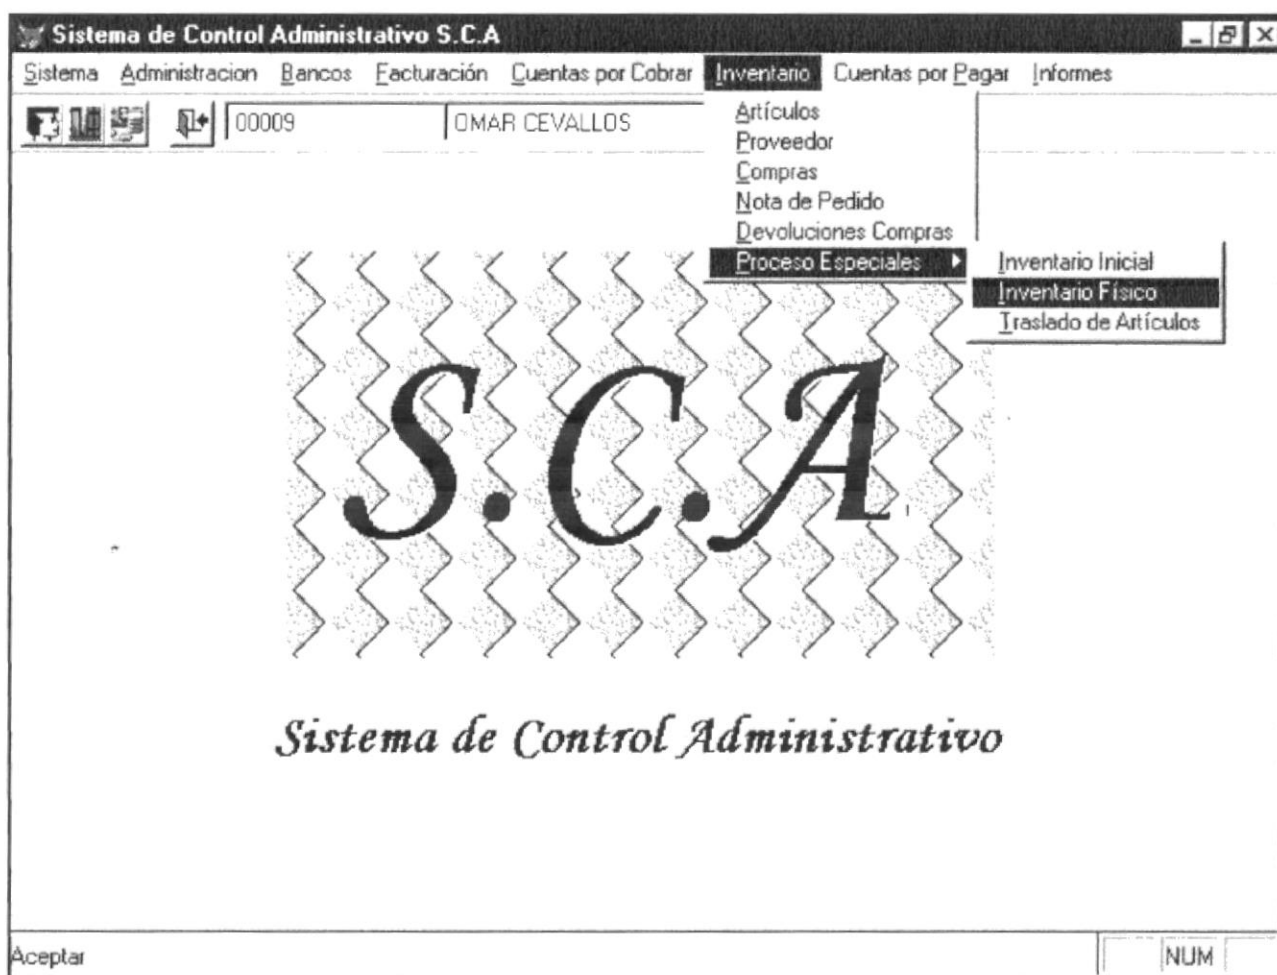 Sistema de Control Administrativo S.C.A
Sistema Administracion Bancos Facturación Cuentas por Cobrar Inventario Cuentas por Pagar Informes
00009 OMAR CEVALLOS
Artículos
Proveedor
Compras
Nota de Pedido
Devoluciones Compras
Proceso Especiales
Inventario Inicial
Inventario Físico
Traslado de Artículos
S.C.A
Sistema de Control Administrativo
Aceptar NUM